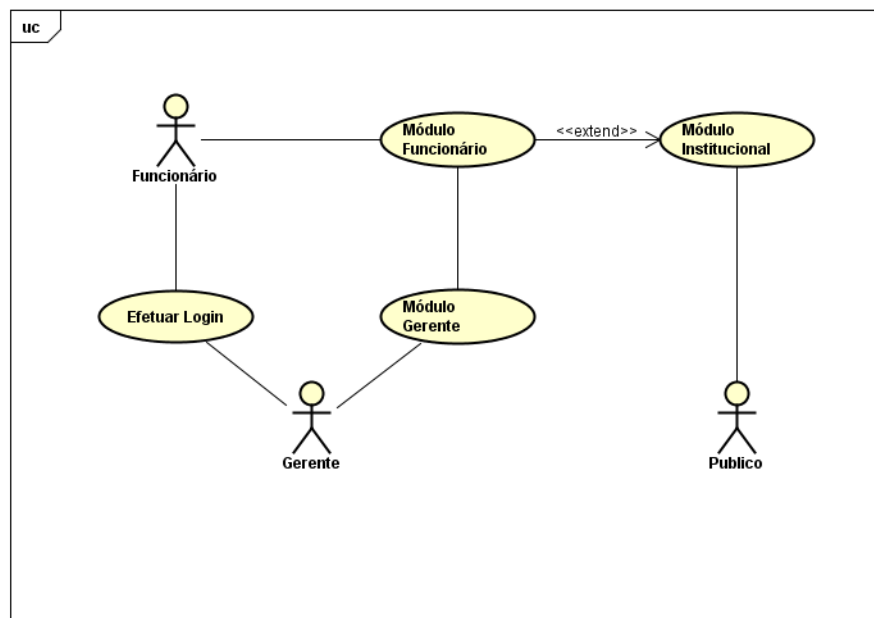 uc
Módulo
Funcionário
<<extend>>
Módulo
Institucional
Funcionário
Efetuar Login
Módulo
Gerente
Gerente
Publico